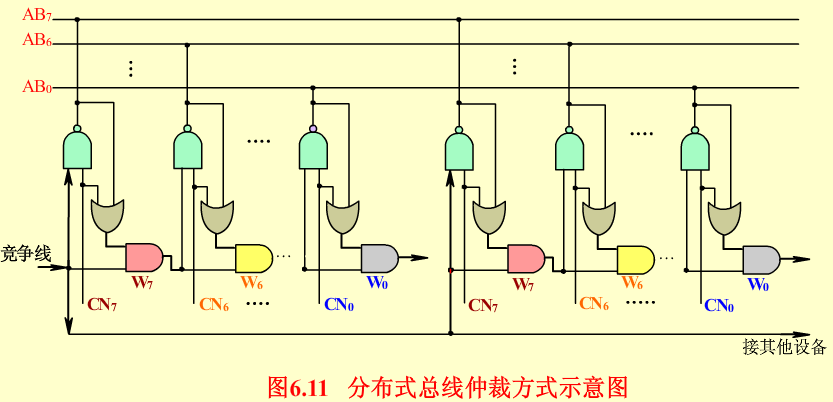 AB7
AB6
AB0
竞争线
W7
W6
W0
W7
W6
W0
CN7
CN6
CN0
CN7
CN6
CN0
接其他设备
图6.11 分布式总线仲裁方式示意图